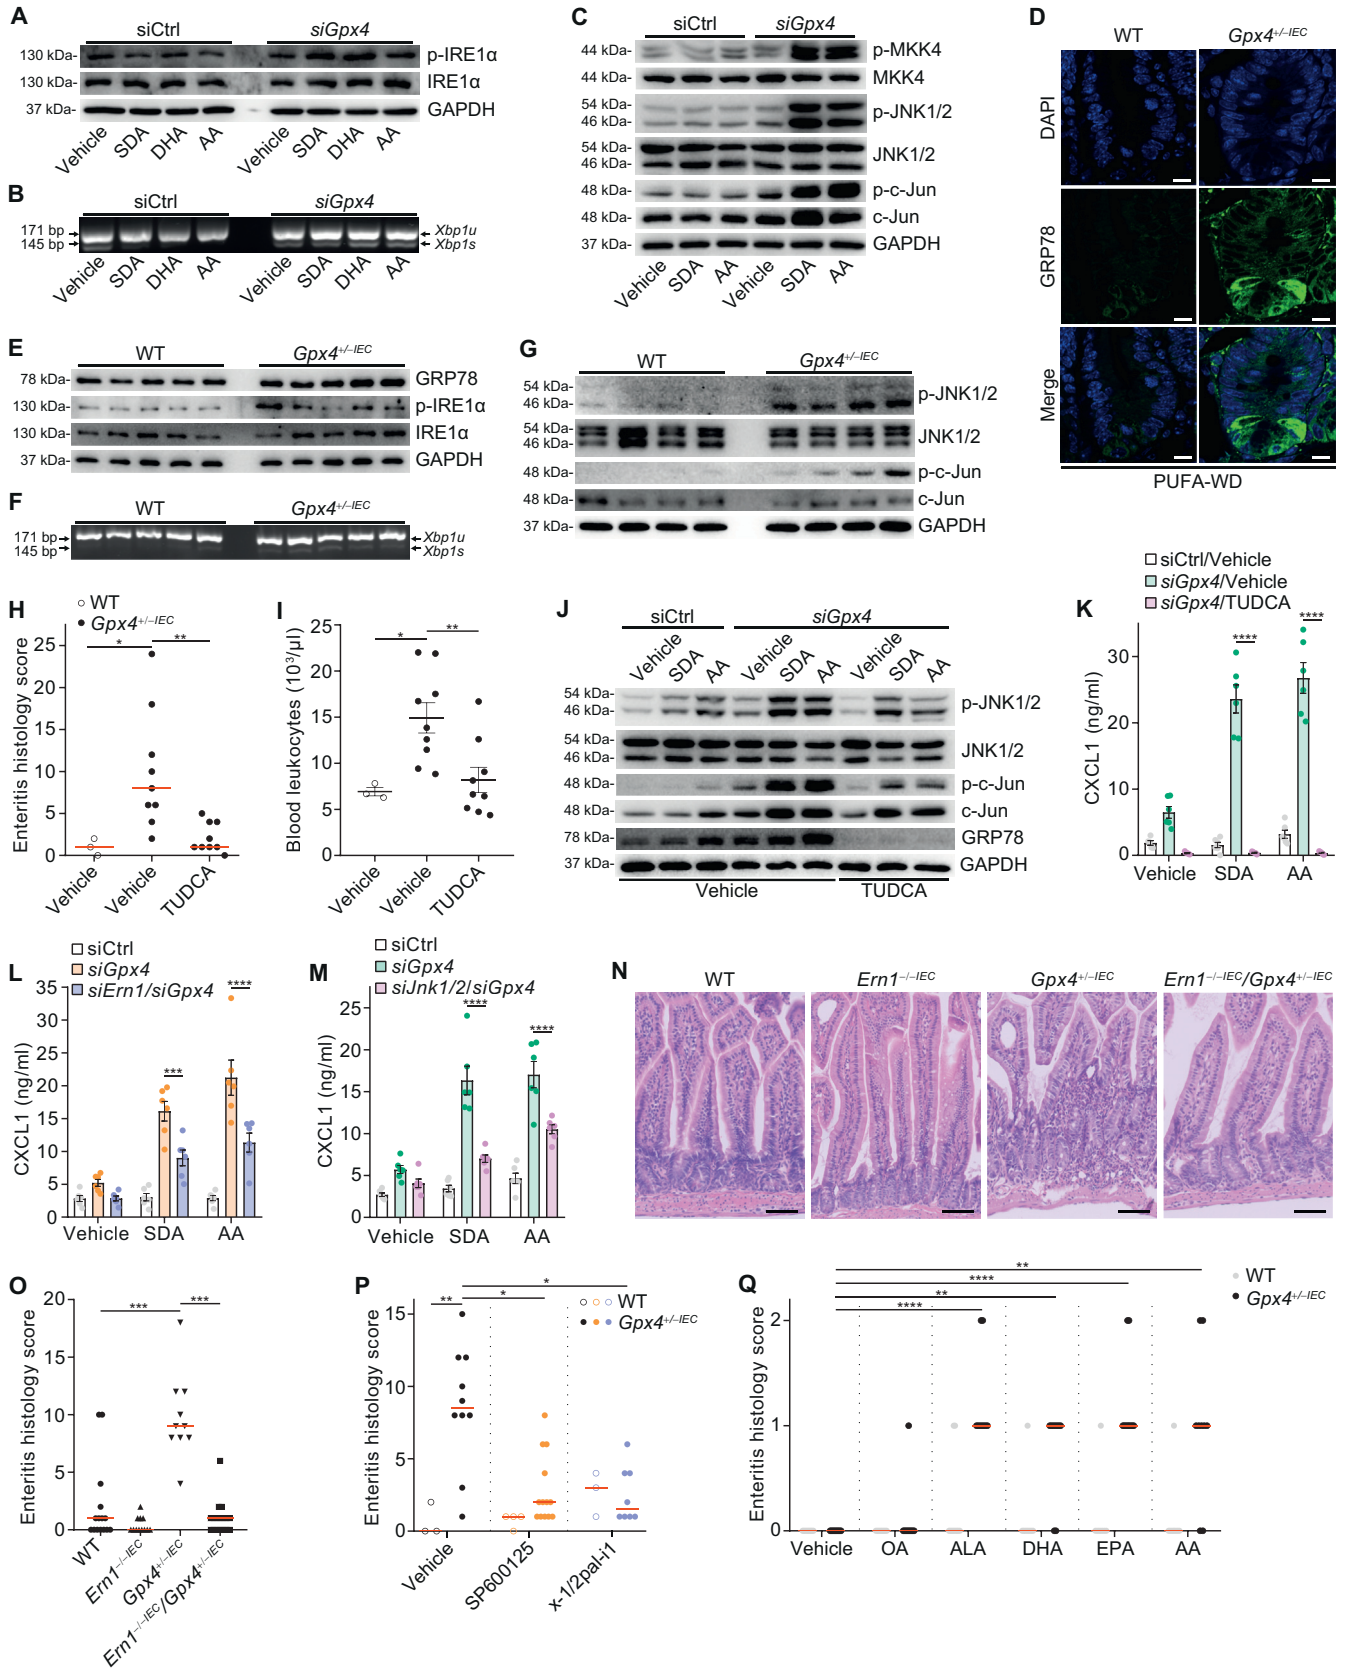 A
siCtrl
siGpx4
130 kDa-
p-IRE1α
130 kDa-
IRE1α
37 kDa-
GAPDH
Vehicle
SDA
DHA
AA
Vehicle
SDA
DHA
AA
B
siCtrl
siGpx4
171 bp
145 bp
Xbp1u
Xbp1s
Vehicle
SDA
DHA
AA
Vehicle
SDA
DHA
AA
C
siCtrl
siGpx4
44 kDa-
p-MKK4
44 kDa-
MKK4
54 kDa-
46 kDa-
p-JNK1/2
54 kDa-
46 kDa-
JNK1/2
48 kDa-
p-c-Jun
48 kDa-
c-Jun
37 kDa-
GAPDH
Vehicle
SDA
AA
Vehicle
SDA
AA
D
WT
Gpx4+/–IEC
DAPI
GRP78
Merge
PUFA-WD
E
WT
Gpx4+/–IEC
78 kDa-
GRP78
130 kDa-
p-IRE1α
130 kDa-
IRE1α
37 kDa-
GAPDH
F
WT
Gpx4+/–IEC
171 bp
145 bp
Xbp1u
Xbp1s
G
WT
Gpx4+/–IEC
54 kDa-
46 kDa-
p-JNK1/2
54 kDa-
46 kDa-
JNK1/2
48 kDa-
p-c-Jun
48 kDa-
c-Jun
37 kDa-
GAPDH
H
WT
Gpx4+/–IEC
Enteritis histology score
25
20
15
10
5
0
*
**
Vehicle
Vehicle
TUDCA
I
Blood leukocytes (10³/µl)
25
20
15
10
5
0
*
**
Vehicle
Vehicle
TUDCA
J
siCtrl
siGpx4
Vehicle
SDA
AA
Vehicle
SDA
AA
Vehicle
SDA
AA
54 kDa-
46 kDa-
p-JNK1/2
54 kDa-
46 kDa-
JNK1/2
48 kDa-
p-c-Jun
48 kDa-
c-Jun
78 kDa-
GRP78
37 kDa-
GAPDH
Vehicle
TUDCA
K
siCtrl/Vehicle
siGpx4/Vehicle
siGpx4/TUDCA
CXCL1 (ng/ml)
30
20
10
0
****
****
Vehicle
SDA
AA
L
siCtrl
siGpx4
siErn1/siGpx4
CXCL1 (ng/ml)
35
30
25
20
15
10
5
0
***
****
Vehicle
SDA
AA
M
siCtrl
siGpx4
siJnk1/2/siGpx4
CXCL1 (ng/ml)
25
20
15
10
5
0
****
****
Vehicle
SDA
AA
N
WT
Ern1–/–IEC
Gpx4+/–IEC
Ern1–/–IEC/Gpx4+/–IEC
O
Enteritis histology score
20
15
10
5
0
***
***
WT
Ern1–/–IEC
Gpx4+/–IEC
Ern1–/–IEC/Gpx4+/–IEC
P
WT
Gpx4+/–IEC
Enteritis histology score
15
10
5
0
**
*
*
Vehicle
SP600125
x-1/2pal-i1
Q
WT
Gpx4+/–IEC
Enteritis histology score
2
1
0
**
****
**
****
Vehicle
OA
ALA
DHA
EPA
AA